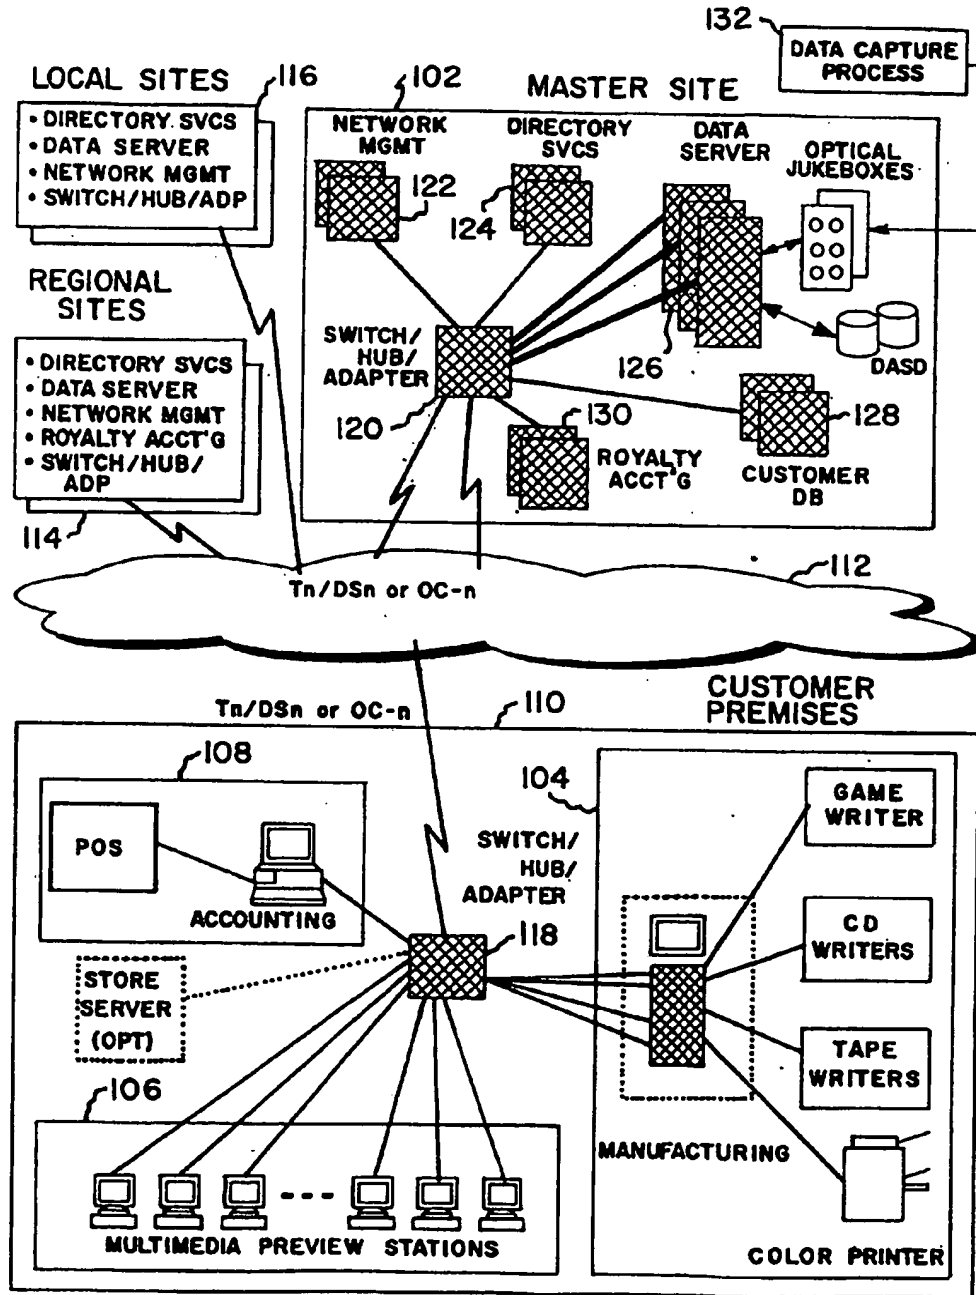 132
DATA CAPTURE
PROCESS
LOCAL SITES
116
• DIRECTORY SVCS
• DATA SERVER
• NETWORK MGMT
• SWITCH/HUB/ADP
102
MASTER SITE
NETWORK
MGMT
122
DIRECTORY
SVCS
124
DATA
SERVER
126
OPTICAL
JUKEBOXES
DASD
REGIONAL
SITES
• DIRECTORY SVCS
• DATA SERVER
• NETWORK MGMT
• ROYALTY ACCT'G
• SWITCH/HUB/
ADP
114
SWITCH/
HUB/
ADAPTER
120
130
ROYALTY
ACCT'G
128
CUSTOMER
DB
112
Tn/DSn or OC-n
Tn/DSn or OC-n
110
CUSTOMER
PREMISES
108
POS
ACCOUNTING
SWITCH/
HUB/
ADAPTER
118
STORE
SERVER
(OPT)
104
GAME
WRITER
CD
WRITERS
TAPE
WRITERS
MANUFACTURING
COLOR PRINTER
106
MULTIMEDIA PREVIEW STATIONS